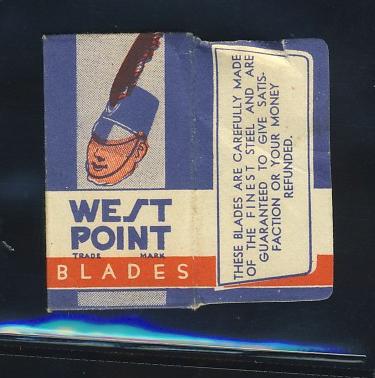 WEST
POINT
TRADE MARK
BLADES
THESE BLADES ARE CAREFULLY MADE
OF THE FINEST STEEL AND ARE
GUARANTEED TO GIVE SATIS-
FACTION OR YOUR MONEY
REFUNDED.